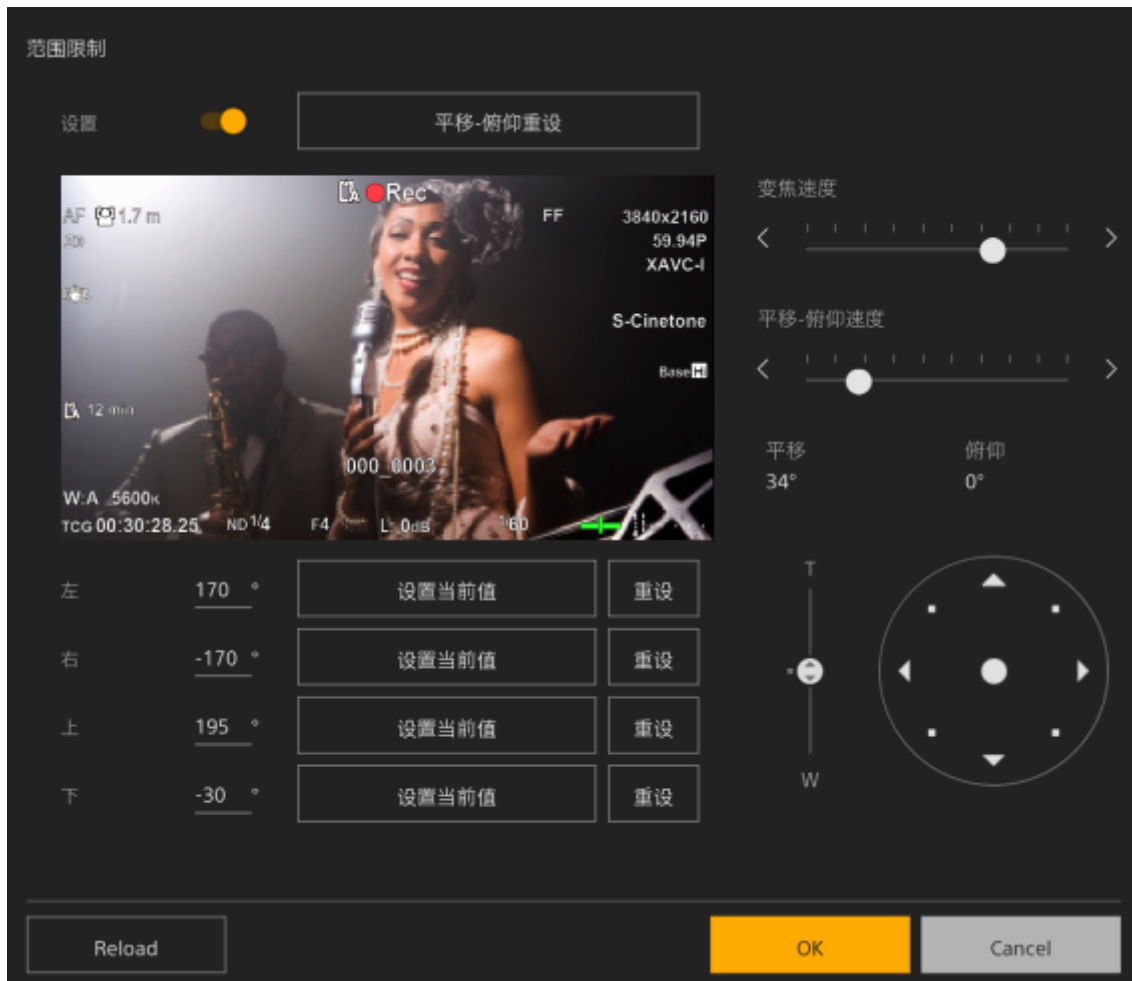 范围限制
设置
平移-俯仰重设
Rec
AF 1.7 m
FF
3840x2160
59.94P
XAVC-I
S-Cinetone
Base H
12 min
000_0003
W:A 5600K
TCG 00:30:28.25 ND 1/4 F4 L: 0dB 1/60
变焦速度
平移-俯仰速度
平移 俯仰
34° 0°
左 170 ° 设置当前值 重设
右 -170 ° 设置当前值 重设
上 195 ° 设置当前值 重设
下 -30 ° 设置当前值 重设
T
W
Reload OK Cancel